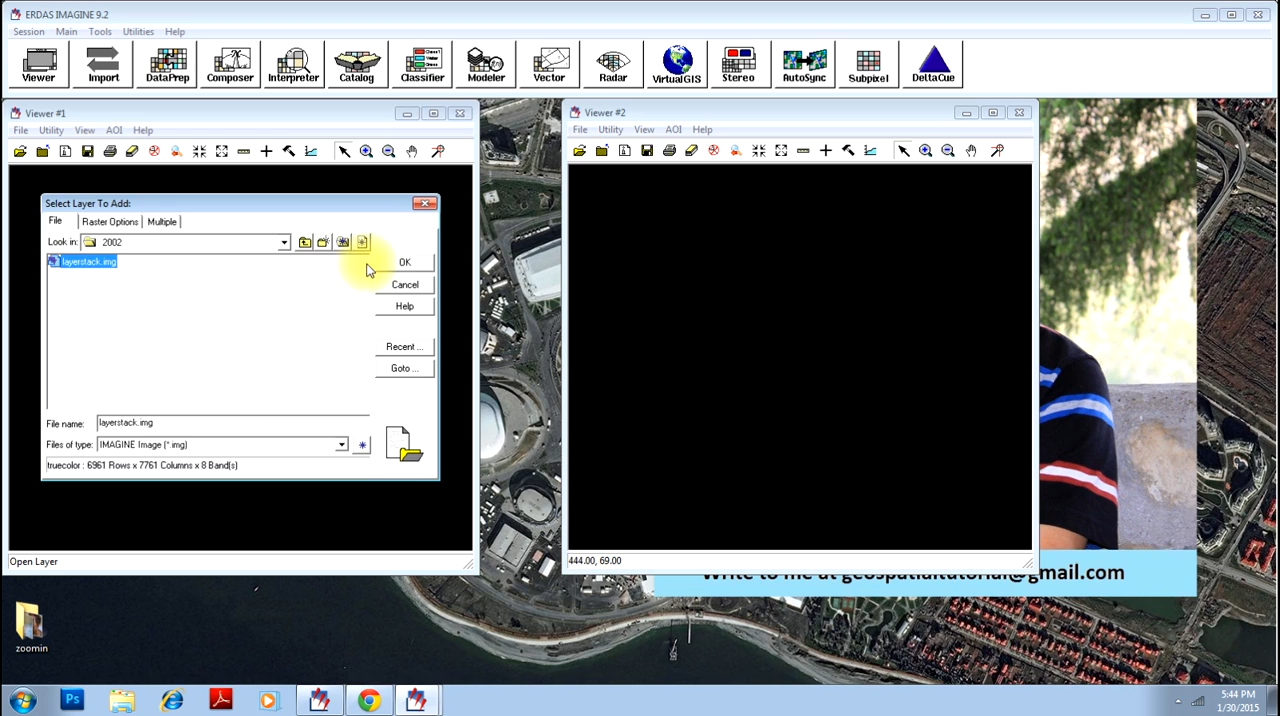 ERDAS IMAGINE 9.2
Session Main Tools Utilities Help
Viewer Import DataPrep Composer Interpreter Catalog Classifier Modeler Vector Radar VirtualGIS Stereo AutoSync Subpixel DeltaCue
Viewer #1
File Utility View AOI Help
Select Layer To Add:
File Raster Options Multiple
Look in: 2002
layerstack.img
OK
Cancel
Help
Recent ...
Goto ...
File name: layerstack.img
Files of type: IMAGINE Image (*.img)
truecolor : 6961 Rows x 7761 Columns x 8 Band(s)
Open Layer
Viewer #2
File Utility View AOI Help
444.00, 69.00
Write to me at geospatialtutorial@gmail.com
zoomin
Ps
5:44 PM
1/30/2015